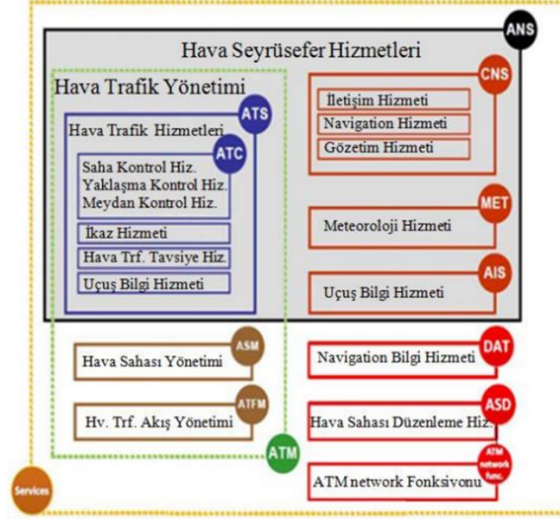 ANS
Hava Seyrüsefer Hizmetleri
Hava Trafik Yönetimi
CNS
ATS
Hava Trafik Hizmetleri
ATC
Saha Kontrol Hiz.
Yaklaşma Kontrol Hiz.
Meydan Kontrol Hiz.
İkaz Hizmeti
Hava Trf. Tavsiye Hiz.
Uçuş Bilgi Hizmeti
İletişim Hizmeti
Navigation Hizmeti
Gözetim Hizmeti
MET
Meteoroloji Hizmeti
AIS
Uçuş Bilgi Hizmeti
ASM
Hava Sahası Yönetimi
ATFM
Hv. Trf. Akış Yönetimi
ATM
DAT
Navigation Bilgi Hizmeti
ASD
Hava Sahası Düzenleme Hiz.
ATM
network
func.
ATM network Fonksivonu
Services